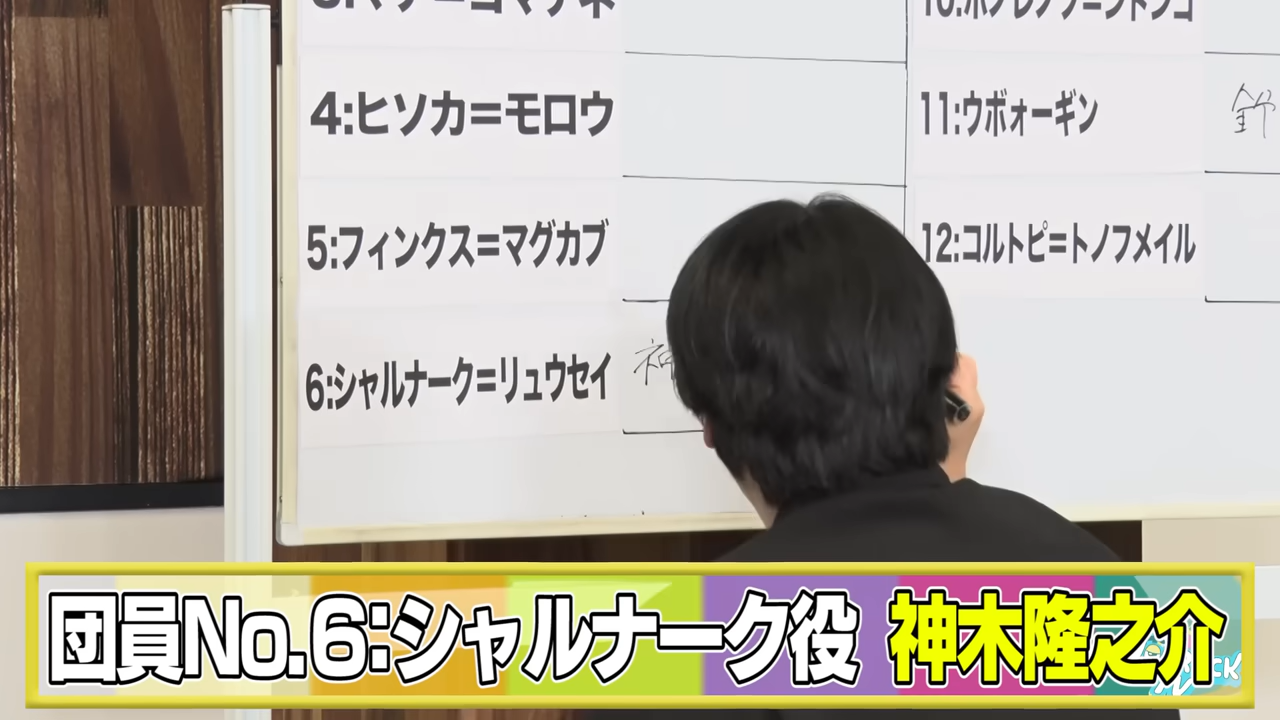 4:ヒソカ=モロウ
5:フィンクス=マグカブ
6:シャルナーク=リュウセイ
神
11:ウボォーギン
12:コルトピ=トノフメイル
団員No.6:シャルナーク役 神木隆之介